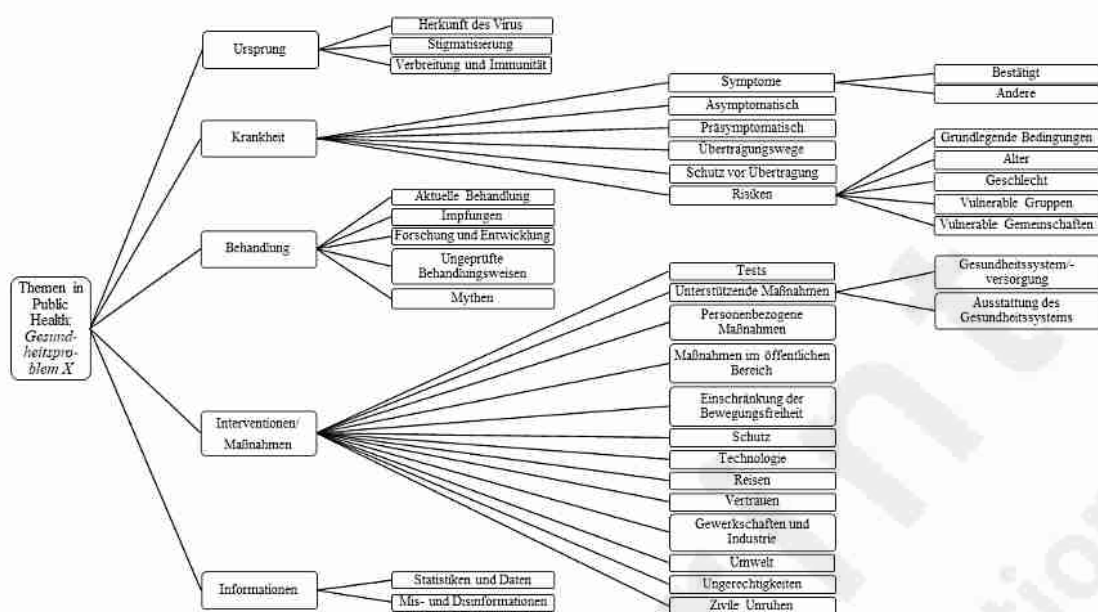 Themen in
Public
Health:
Gesund-
heitspro-
blem X
Ursprung
Herkunft des Virus
Stigmatisierung
Verbreitung und Immunität
Krankheit
Symptome
Bestätigt
Andere
Asymptomatisch
Präsymptomatisch
Übertragungswege
Schutz vor Übertragung
Risiken
Grundlegende Bedingungen
Alter
Geschlecht
Vulnerable Gruppen
Vulnerable Gemeinschaften
Behandlung
Aktuelle Behandlung
Impfungen
Forschung und Entwicklung
Ungeprüfte
Behandlungsweisen
Mythen
Interventionen/
Maßnahmen
Tests
Unterstützende Maßnahmen
Gesundheitssystem/-
versorgung
Ausstattung des
Gesundheitssystems
Personenbezogene
Maßnahmen
Maßnahmen im öffentlichen
Bereich
Einschränkung der
Bewegungsfreiheit
Schutz
Technologie
Reisen
Vertrauen
Gewerkschaften und
Industrie
Umwelt
Ungerechtigkeiten
Zivile Unruhen
Informationen
Statistiken und Daten
Mis- und Disinformationen